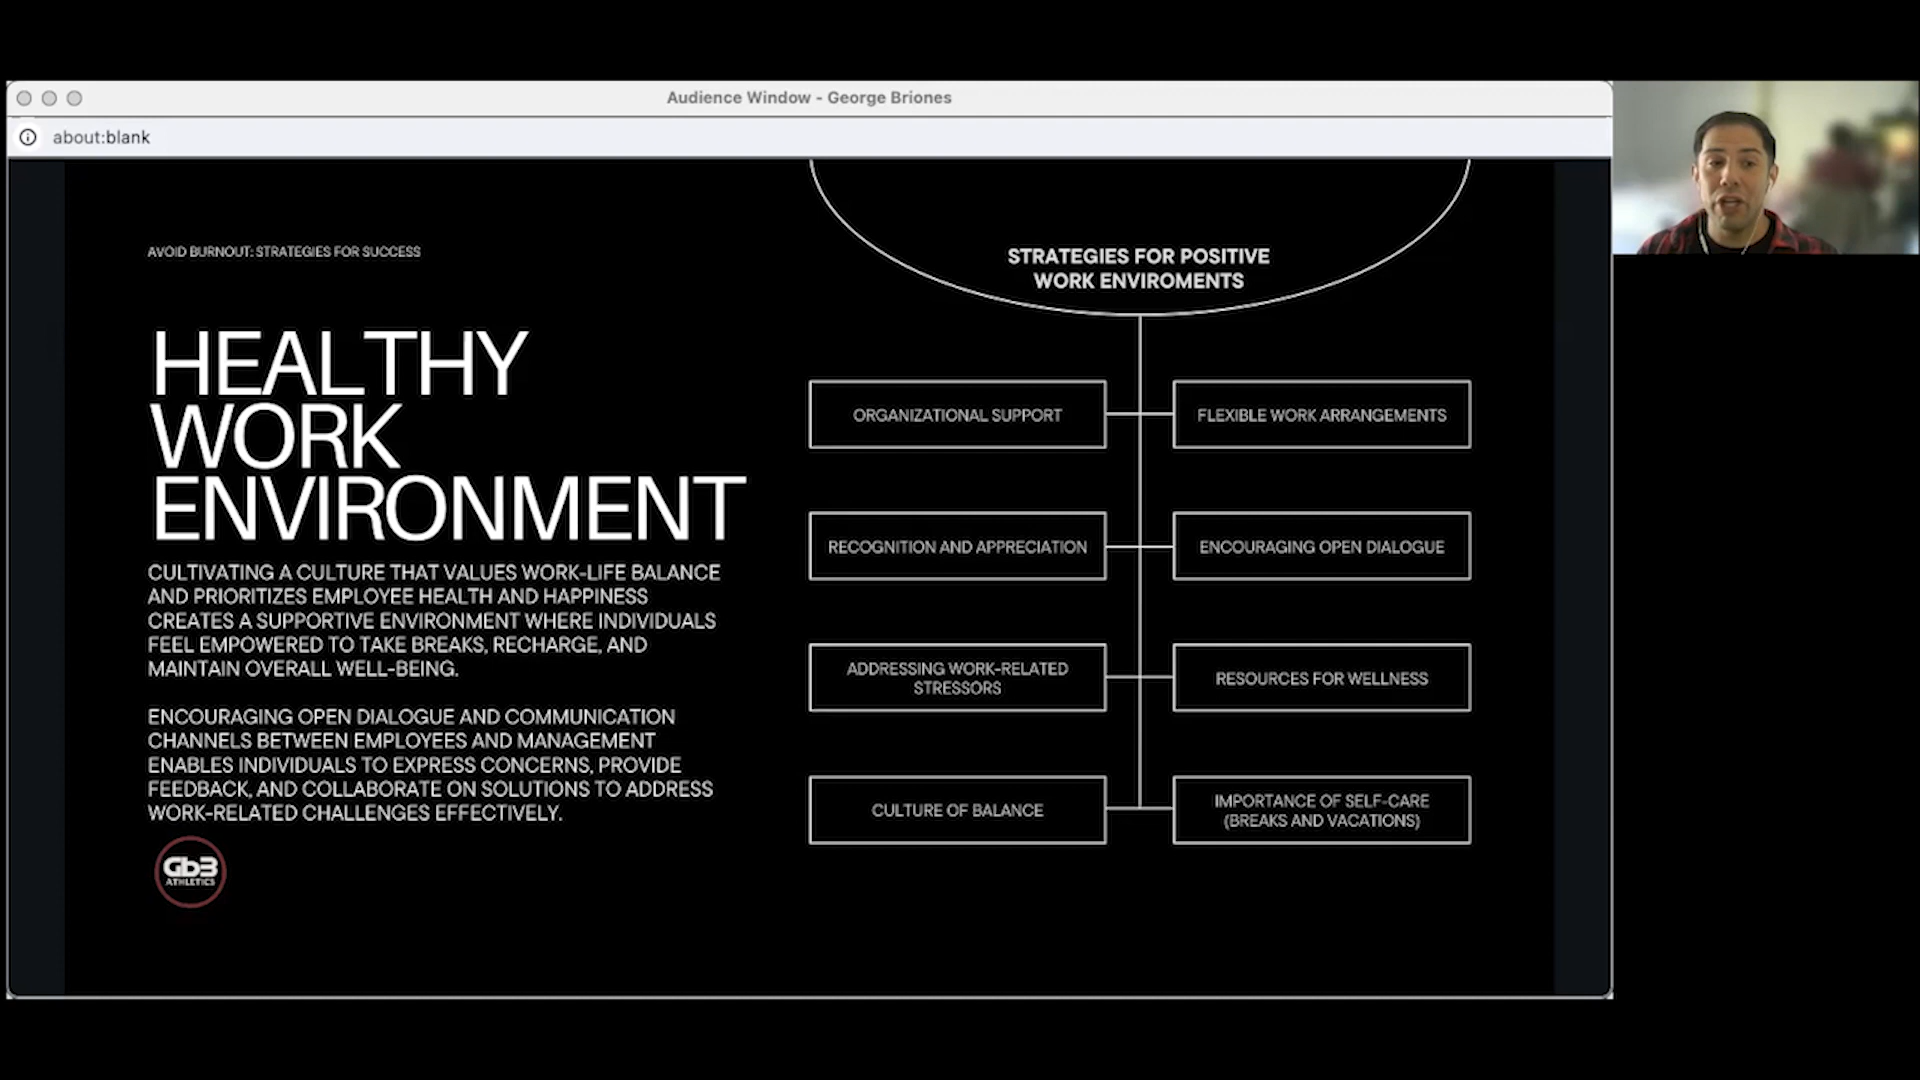 Audience Window - George Briones
about:blank
AVOID BURNOUT: STRATEGIES FOR SUCCESS
HEALTHY
WORK
ENVIRONMENT
CULTIVATING A CULTURE THAT VALUES WORK-LIFE BALANCE
AND PRIORITIZES EMPLOYEE HEALTH AND HAPPINESS
CREATES A SUPPORTIVE ENVIRONMENT WHERE INDIVIDUALS
FEEL EMPOWERED TO TAKE BREAKS, RECHARGE, AND
MAINTAIN OVERALL WELL-BEING.
ENCOURAGING OPEN DIALOGUE AND COMMUNICATION
CHANNELS BETWEEN EMPLOYEES AND MANAGEMENT
ENABLES INDIVIDUALS TO EXPRESS CONCERNS, PROVIDE
FEEDBACK, AND COLLABORATE ON SOLUTIONS TO ADDRESS
WORK-RELATED CHALLENGES EFFECTIVELY.
Gb3
ATHLETICS
STRATEGIES FOR POSITIVE
WORK ENVIROMENTS
ORGANIZATIONAL SUPPORT
FLEXIBLE WORK ARRANGEMENTS
RECOGNITION AND APPRECIATION
ENCOURAGING OPEN DIALOGUE
ADDRESSING WORK-RELATED
STRESSORS
RESOURCES FOR WELLNESS
CULTURE OF BALANCE
IMPORTANCE OF SELF-CARE
(BREAKS AND VACATIONS)